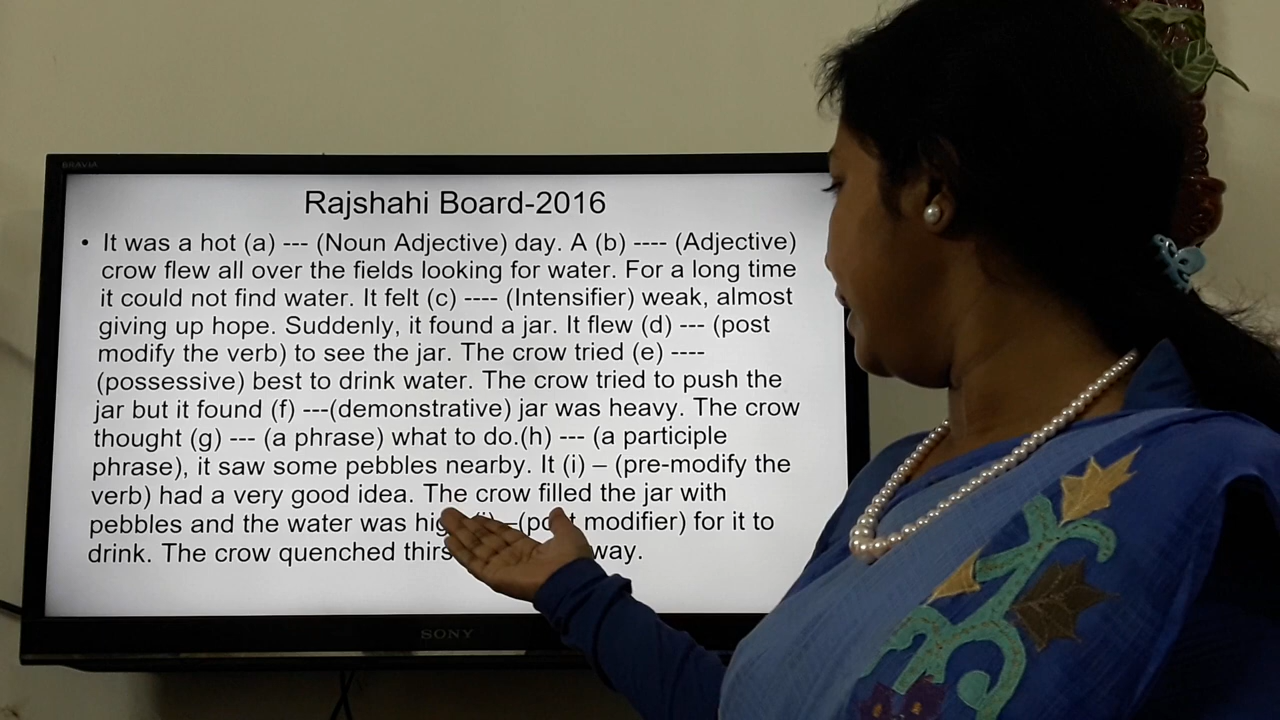 BRAVIA
Rajshahi Board-2016
• It was a hot (a) --- (Noun Adjective) day. A (b) ---- (Adjective)
crow flew all over the fields looking for water. For a long time
it could not find water. It felt (c) ---- (Intensifier) weak, almost
giving up hope. Suddenly, it found a jar. It flew (d) --- (post
modify the verb) to see the jar. The crow tried (e) ----
(possessive) best to drink water. The crow tried to push the
jar but it found (f) ---(demonstrative) jar was heavy. The crow
thought (g) --- (a phrase) what to do.(h) --- (a participle
phrase), it saw some pebbles nearby. It (i) – (pre-modify the
verb) had a very good idea. The crow filled the jar with
pebbles and the water was (j) –(post modifier) for it to
drink. The crow quenched way.
SONY